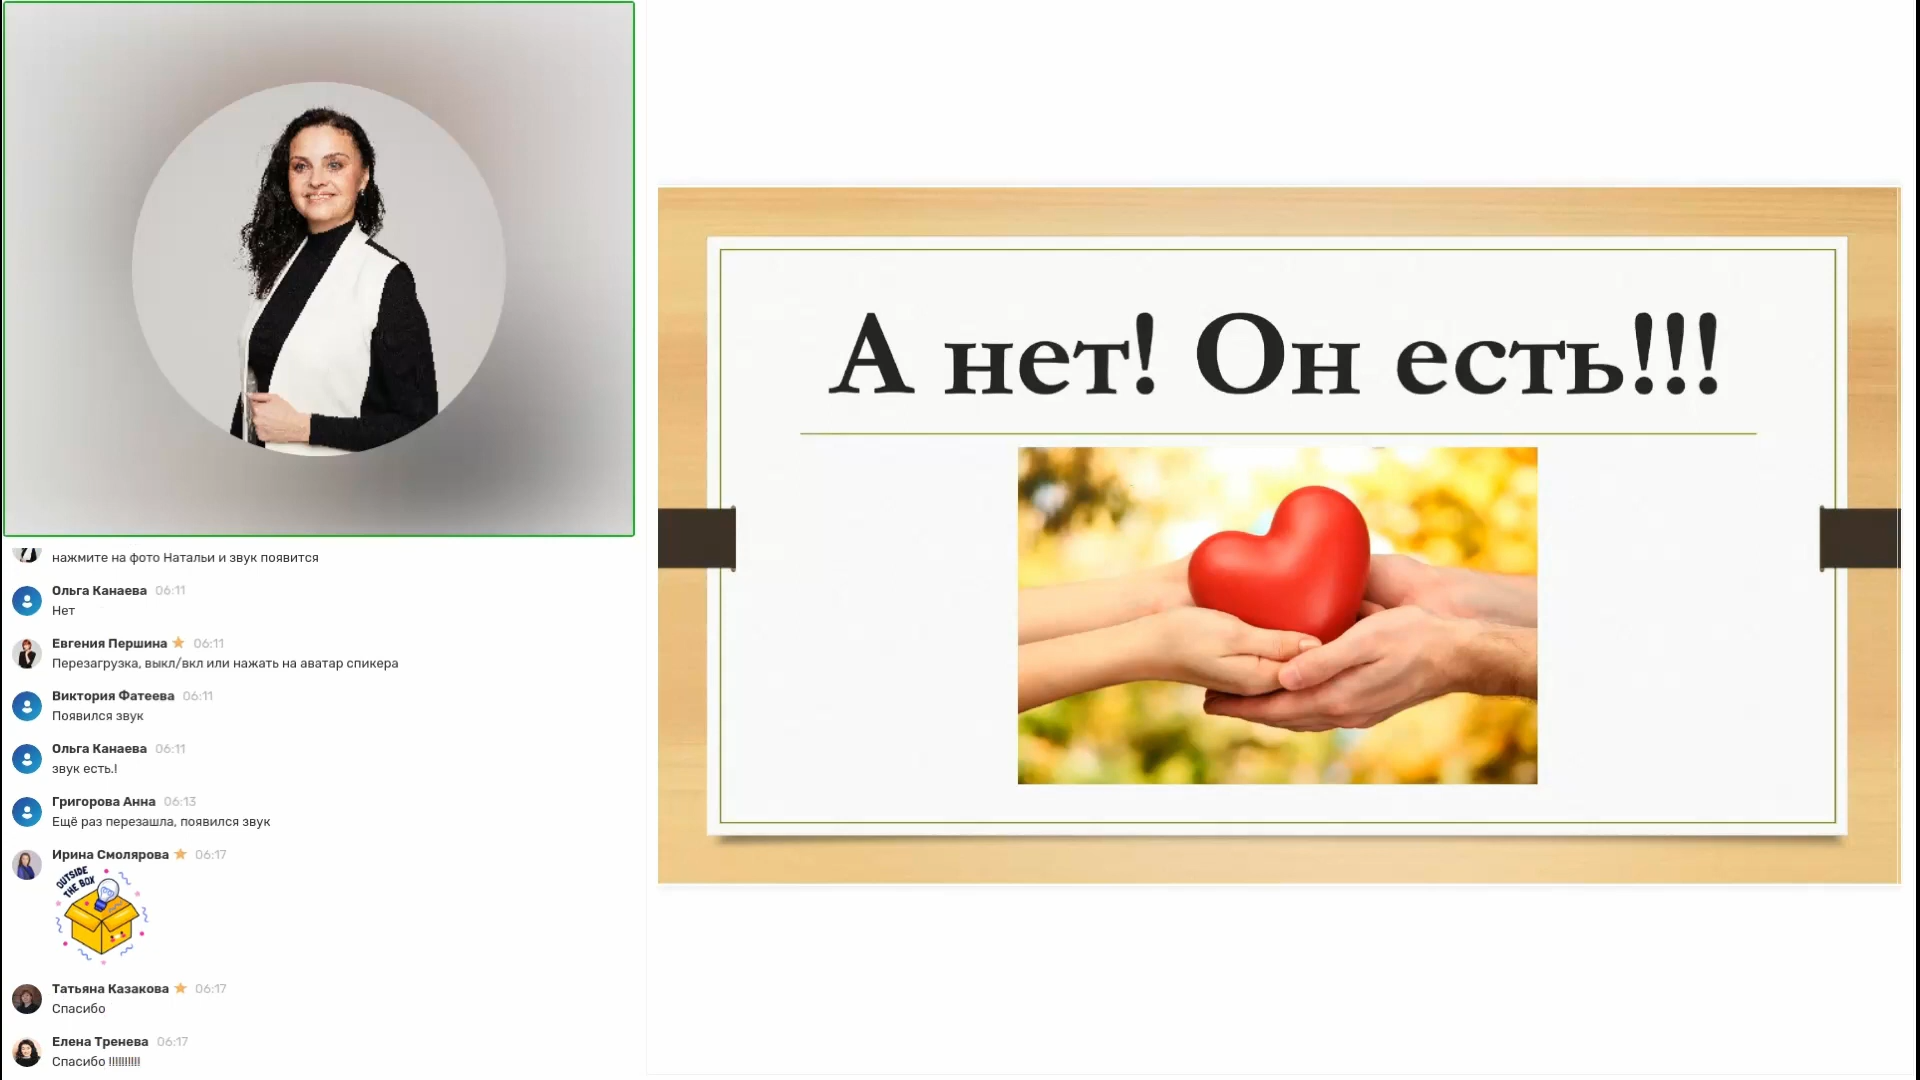 нажмите на фото Натальи и звук появится
Ольга Канаева 06:11
Нет
Евгения Першина 06:11
Перезагрузка, выкл/вкл или нажать на аватар спикера
Виктория Фатеева 06:11
Появился звук
Ольга Канаева 06:11
звук есть.!
Григорова Анна 06:13
Ещё раз перезашла, появился звук
Ирина Смолярова 06:17
OUTSIDE
THE BOX
Татьяна Казакова 06:17
Спасибо
Елена Тренева 06:17
Спасибо !!!!!!!!!!
А нет! Он есть!!!